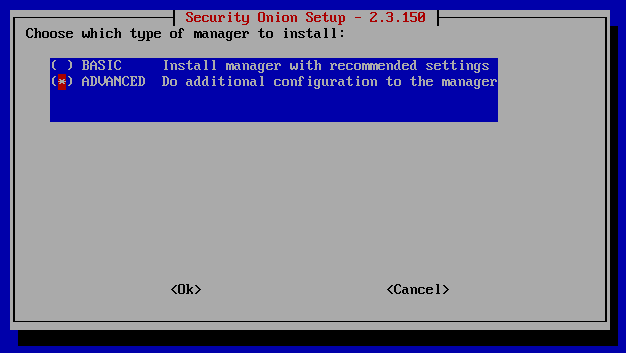 Security Onion Setup - 2.3.150
Choose which type of manager to install:
( ) BASIC Install manager with recommended settings
(*) ADVANCED Do additional configuration to the manager
<Ok> <Cancel>